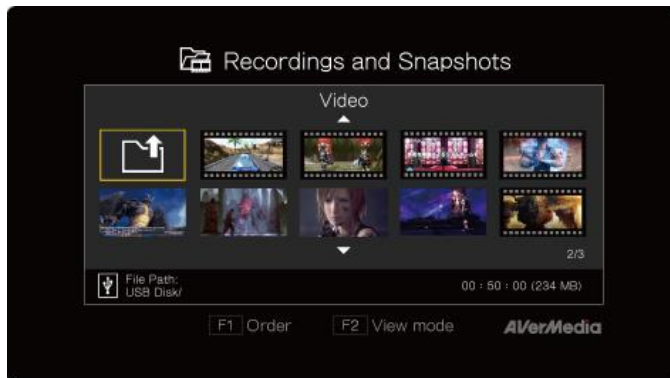 Recordings and Snapshots
Video
2/3
File Path:
USB Disk/
00 : 50 : 00 (234 MB)
F1 Order
F2 View mode
AVerMedia